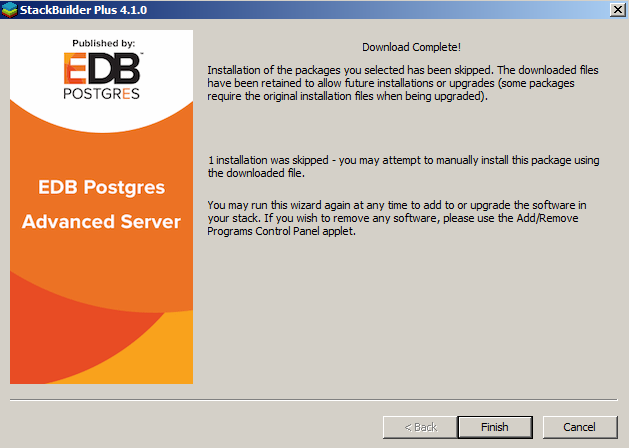 StackBuilder Plus 4.1.0
Published by:
EDB™
POSTGRES
EDB Postgres
Advanced Server
Download Complete!
Installation of the packages you selected has been skipped. The downloaded files
have been retained to allow future installations or upgrades (some packages
require the original installation files when being upgraded).
1 installation was skipped - you may attempt to manually install this package using
the downloaded file.
You may run this wizard again at any time to add to or upgrade the software in
your stack. If you wish to remove any software, please use the Add/Remove
Programs Control Panel applet.
< Back
Finish
Cancel